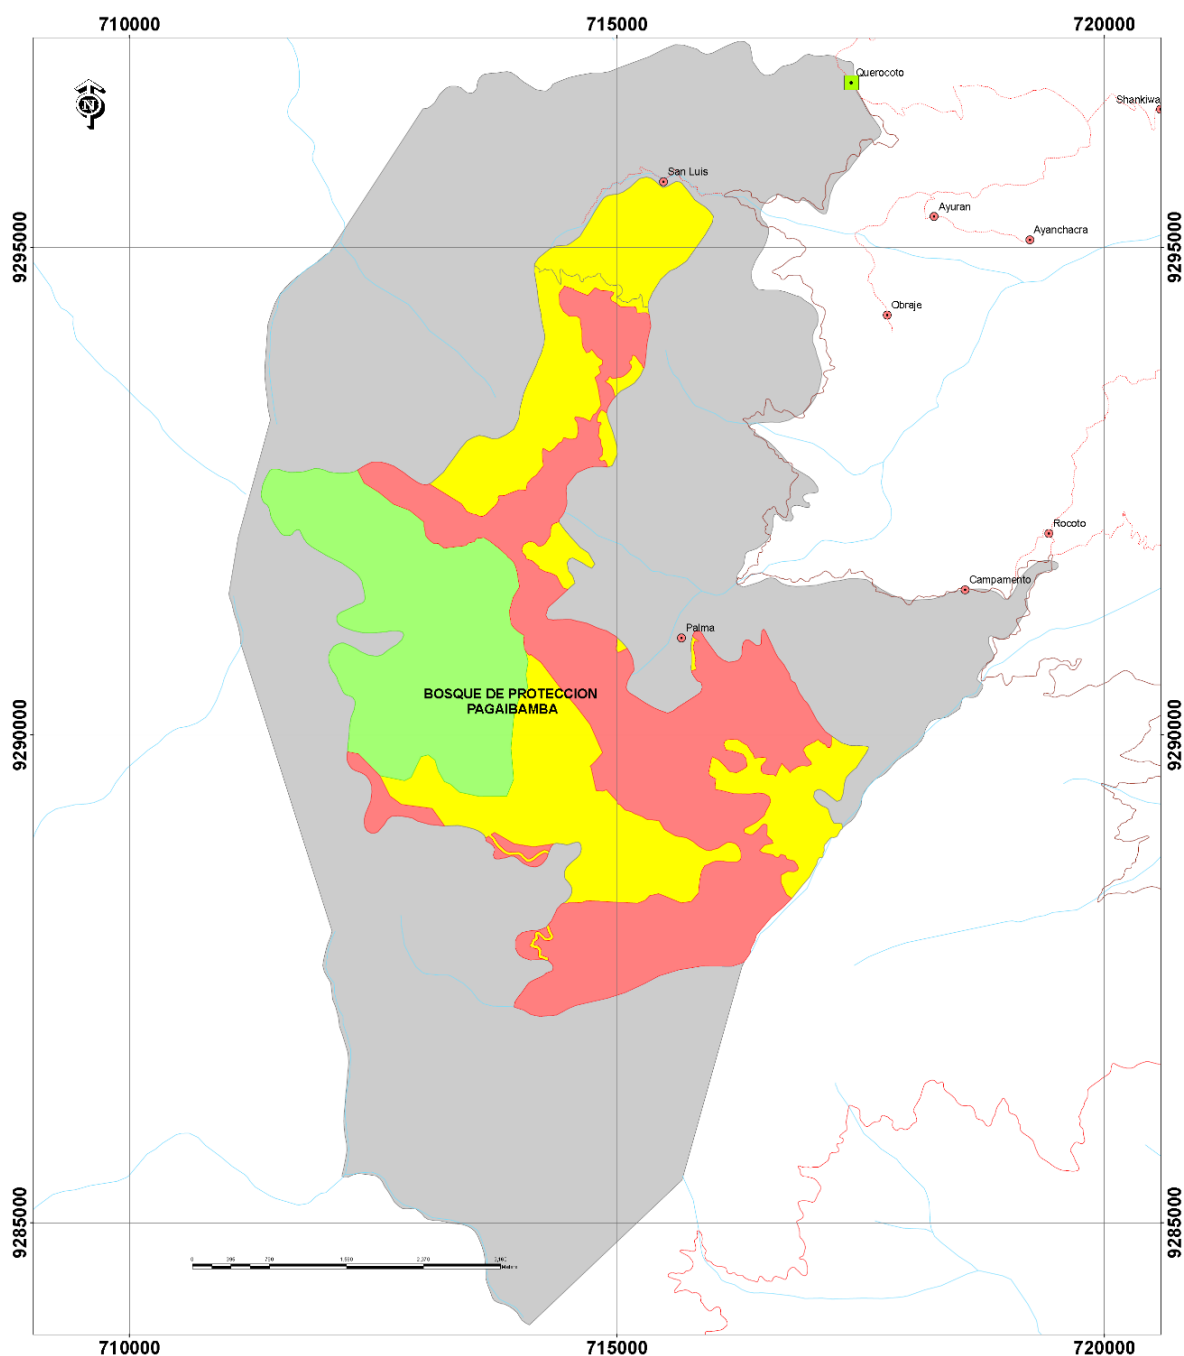 710000 715000 720000
Querocoto
Shankiwa
N
San Luis
Ayuran
9295000 Ayanchacra 9295000
Obraje
Rocoto
Campamento
Palma
BOSQUE DE PROTECCION
PAGAIBAMBA
9290000 9290000
9285000 9285000
0
710000 715000 720000